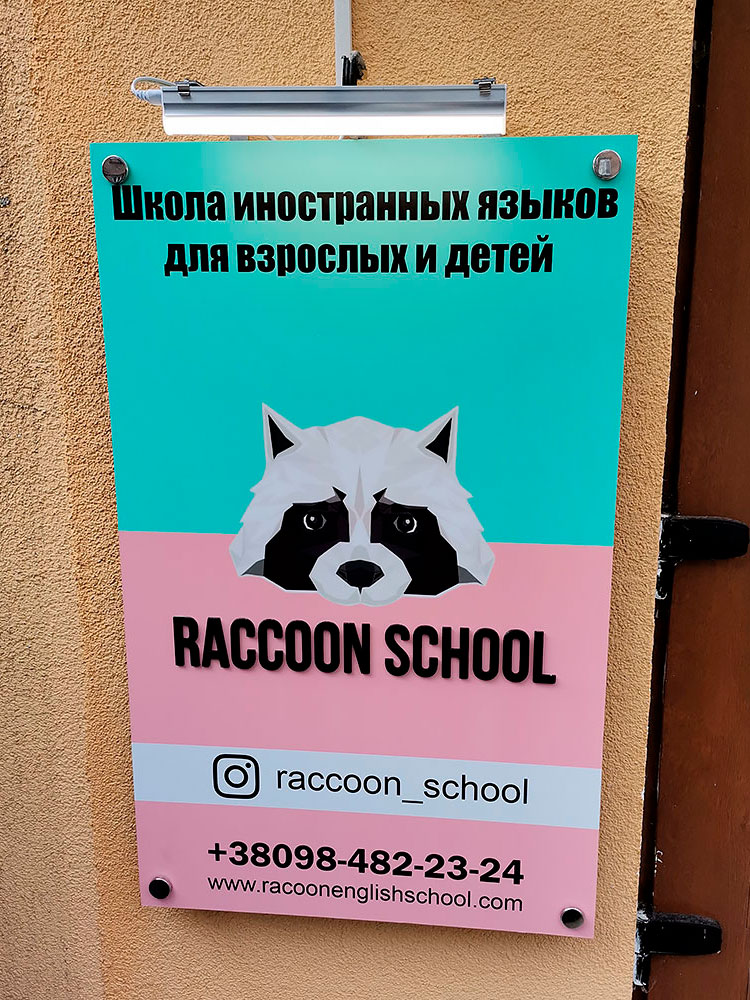 Школа иностранных языков
для взрослых и детей
RACCOON SCHOOL
raccoon_school
+38098-482-23-24
www.racoonenglishschool.com